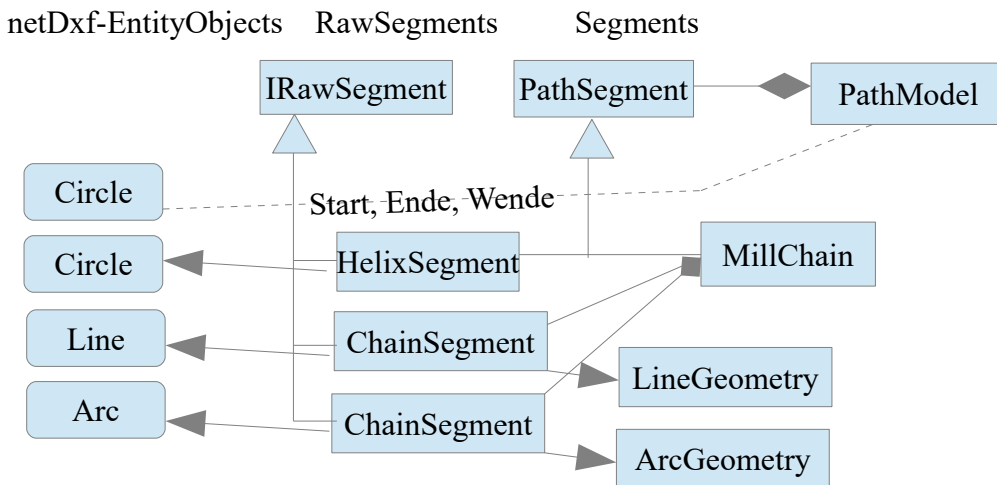 netDxf-EntityObjects RawSegments Segments
IRawSegment PathSegment PathModel
Circle
Start, Ende, Wende
Circle HelixSegment MillChain
Line ChainSegment
LineGeometry
Arc ChainSegment
ArcGeometry